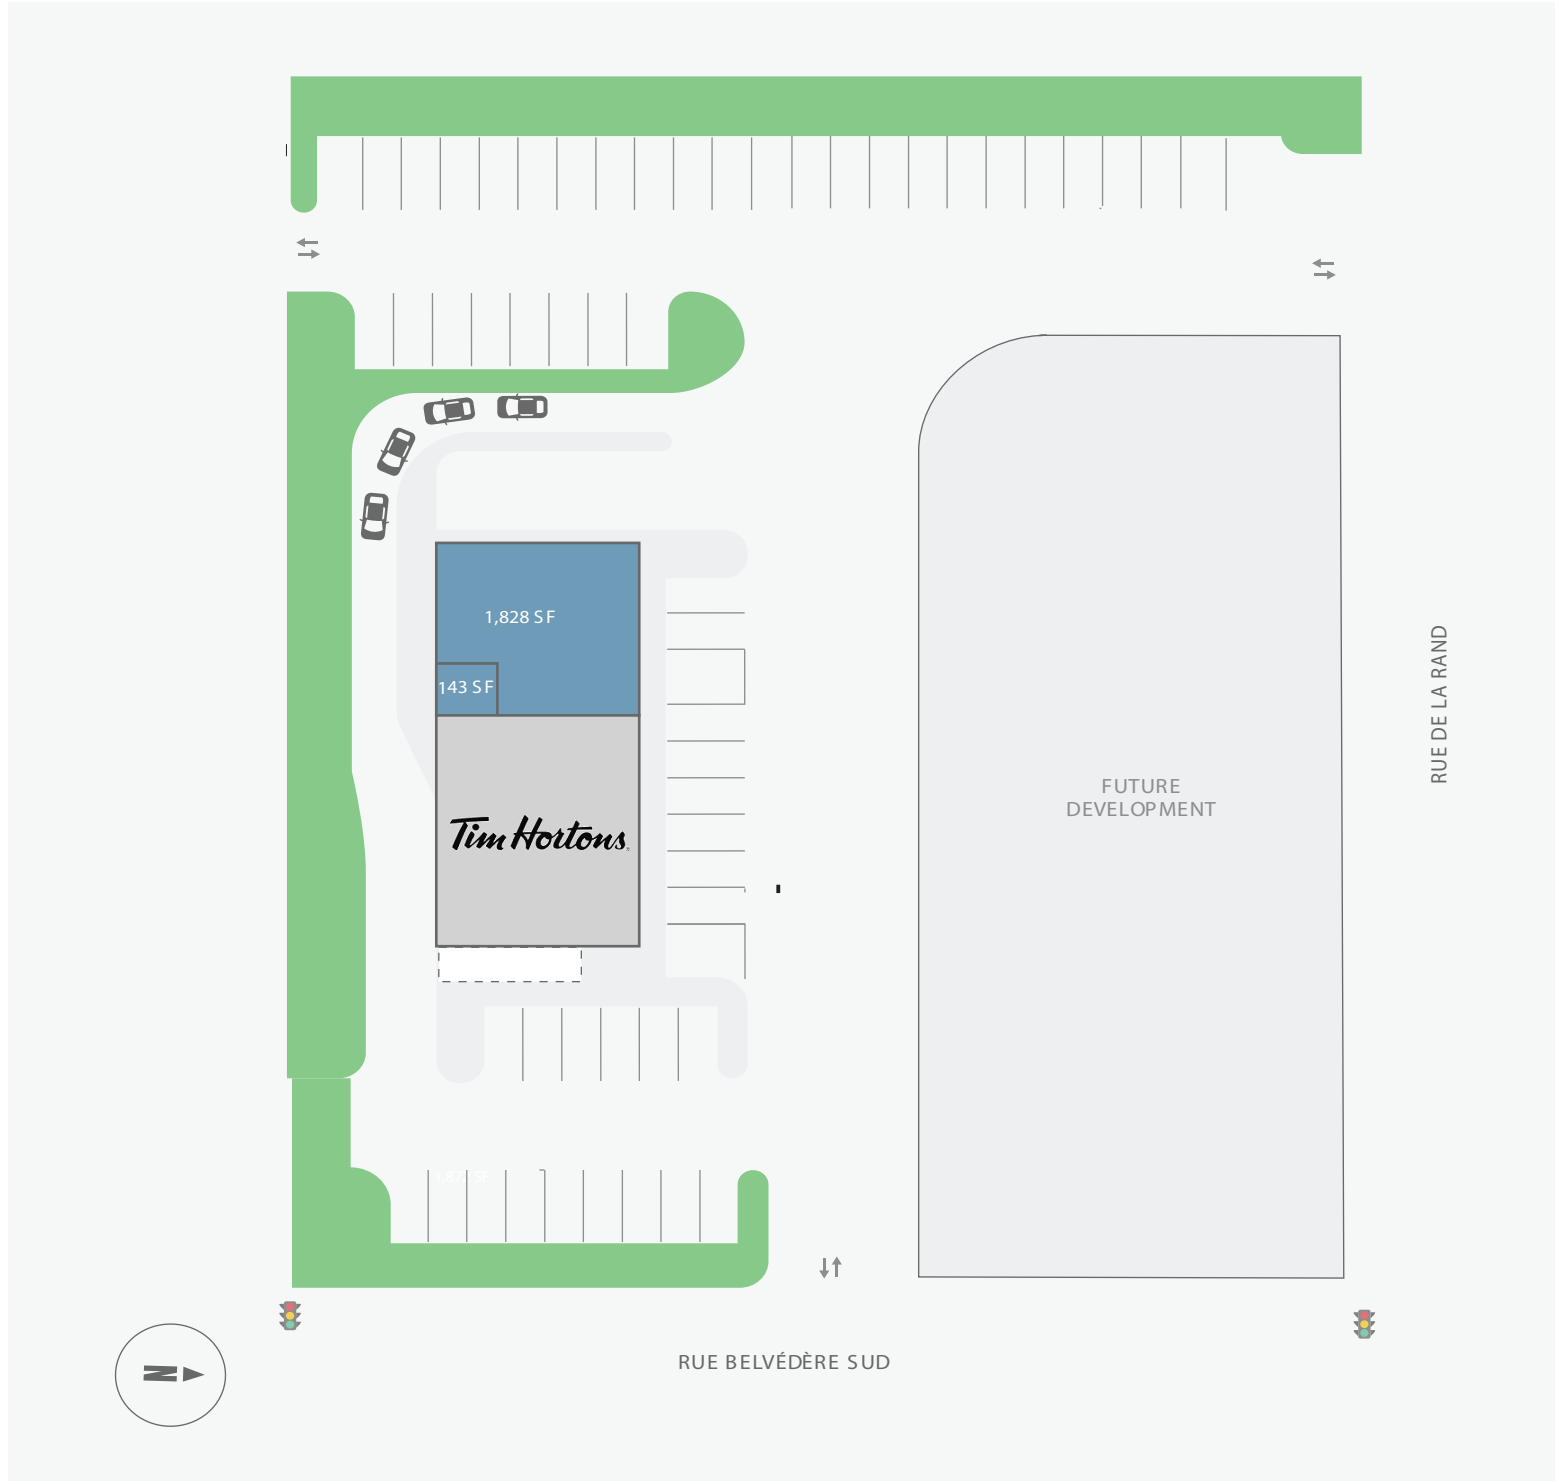 1,828 SF
143 SF
Tim Hortons
FUTURE
DEVELOPMENT
RUE DE LA RAND
RUE BELVÉDÈRE SUD
N